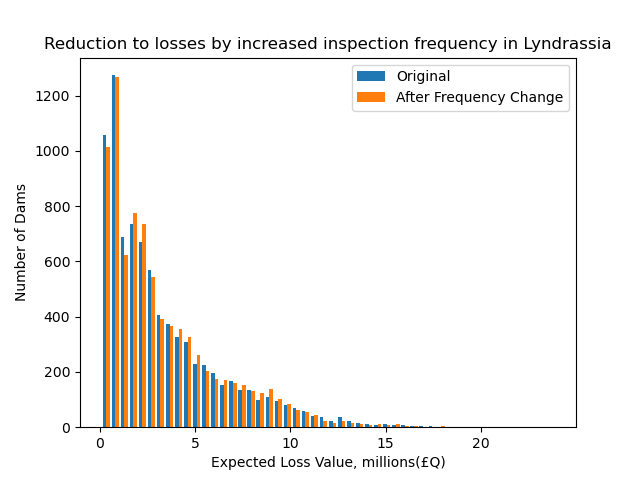 Reduction to losses by increased inspection frequency in Lyndrassia
Original
After Frequency Change
1200
1000
800
600
400
200
0
Number of Dams
0 5 10 15 20
Expected Loss Value, millions(£Q)